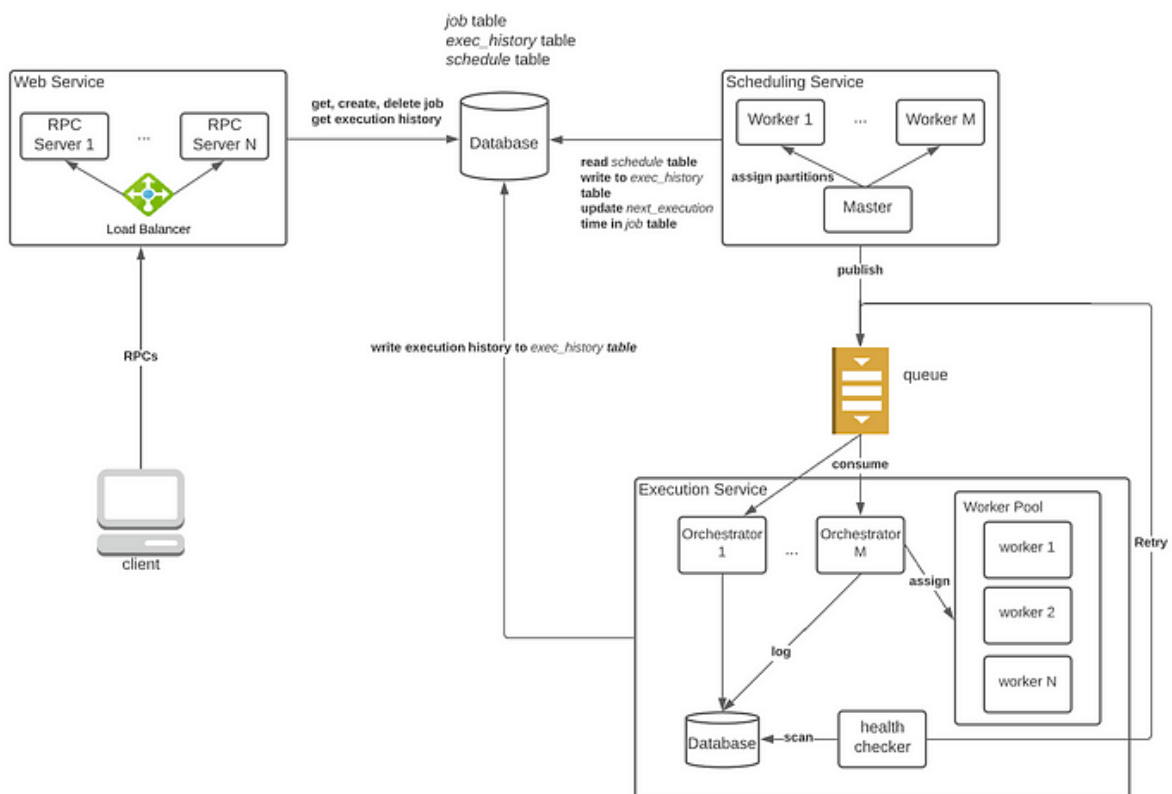 job table
exec_history table
schedule table
Web Service
RPC
Server 1
...
RPC
Server N
Load Balancer
get, create, delete job
get execution history
Database
Scheduling Service
Worker 1
...
Worker M
assign partitions
Master
read schedule table
write to exec_history
table
update next_execution
time in job table
publish
RPCs
write execution history to exec_history table
queue
client
consume
Execution Service
Orchestrator
1
...
Orchestrator
M
assign
Worker Pool
worker 1
worker 2
worker N
Retry
log
Database
scan
health
checker